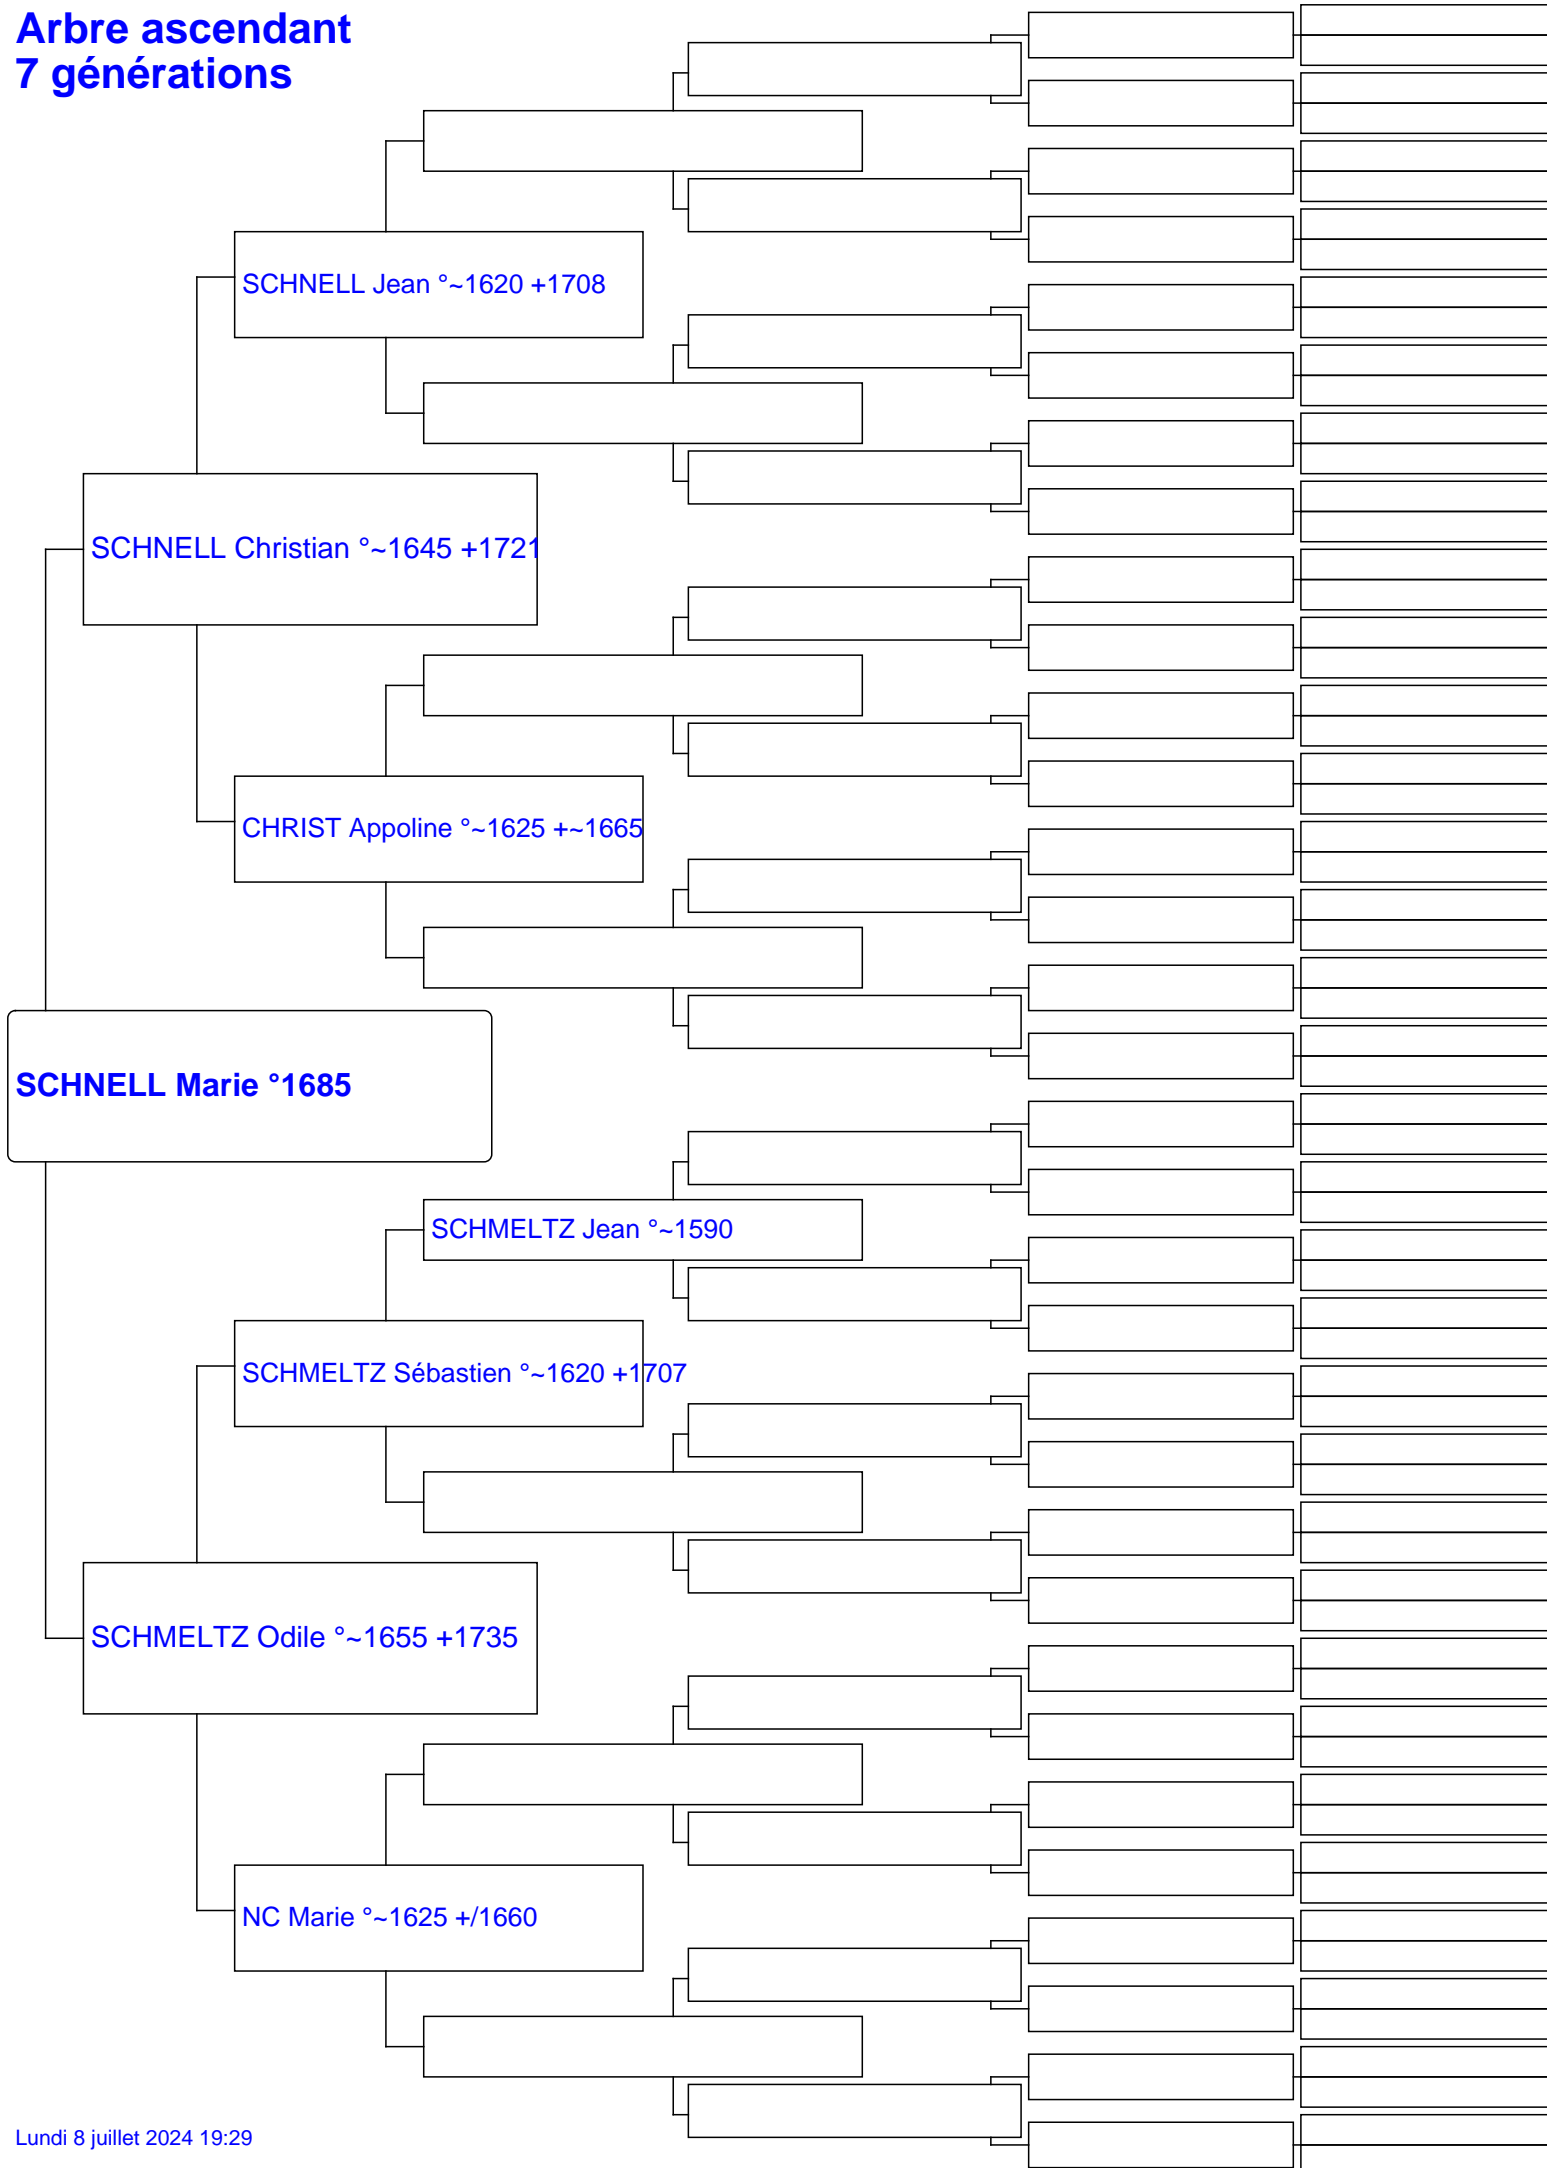 Arbre ascendant
7 générations
SCHNELL Jean °~1620 +1708
SCHNELL Christian °~1645 +1721
CHRIST Appoline °~1625 +~1665
SCHNELL Marie °1685
SCHMELTZ Jean °~1590
SCHMELTZ Sébastien °~1620 +1707
SCHMELTZ Odile °~1655 +1735
NC Marie °~1625 +/1660
Lundi 8 juillet 2024 19:29